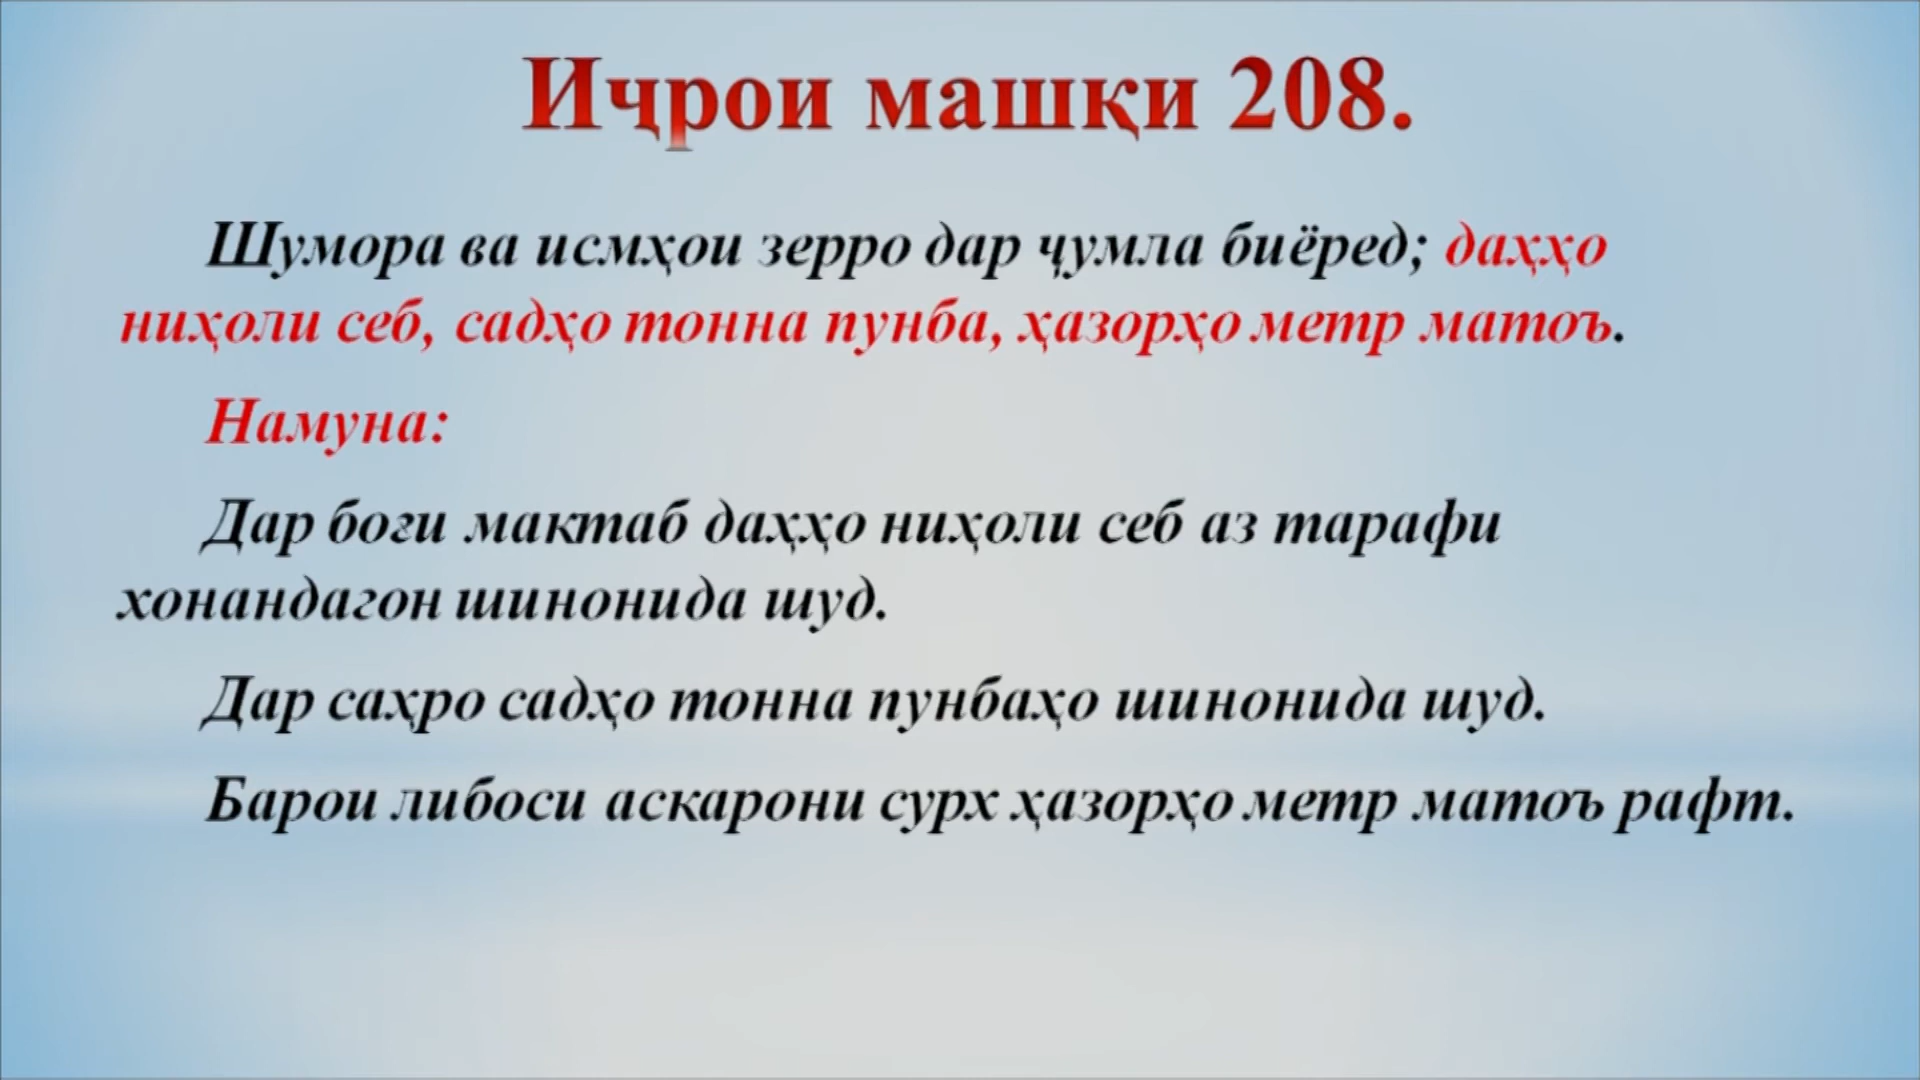 Иҷрои машқи 208.
Шумора ва исмҳои зерро дар ҷумла биёред; даҳҳо
ниҳоли себ, садҳо тонна пунба, ҳазорҳо метр матоъ.
Намуна:
Дар боғи мактаб даҳҳо ниҳоли себ аз тарафи
хонандагон шинонида шуд.
Дар саҳро садҳо тонна пунбаҳо шинонида шуд.
Барои либоси аскарони сурх ҳазорҳо метр матоъ рафт.